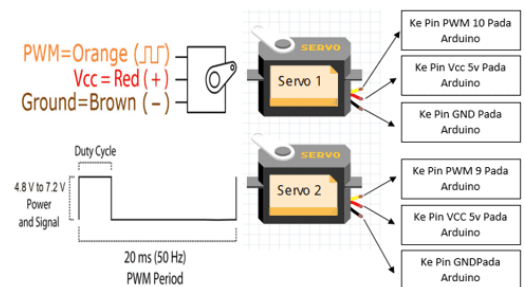 PWM=Orange (⎍⎍)
Vcc = Red (+)
Ground=Brown (−)
SERVO
Servo 1
Ke Pin PWM 10 Pada
Arduino
Ke Pin Vcc 5v Pada
Arduino
Ke Pin GND Pada
Arduino
Duty Cycle
4.8 V to 7.2 V
Power
and Signal
20 ms (50 Hz)
PWM Period
SERVO
Servo 2
Ke Pin PWM 9 Pada
Arduino
Ke Pin VCC 5v Pada
Arduino
Ke Pin GNDPada
Arduino